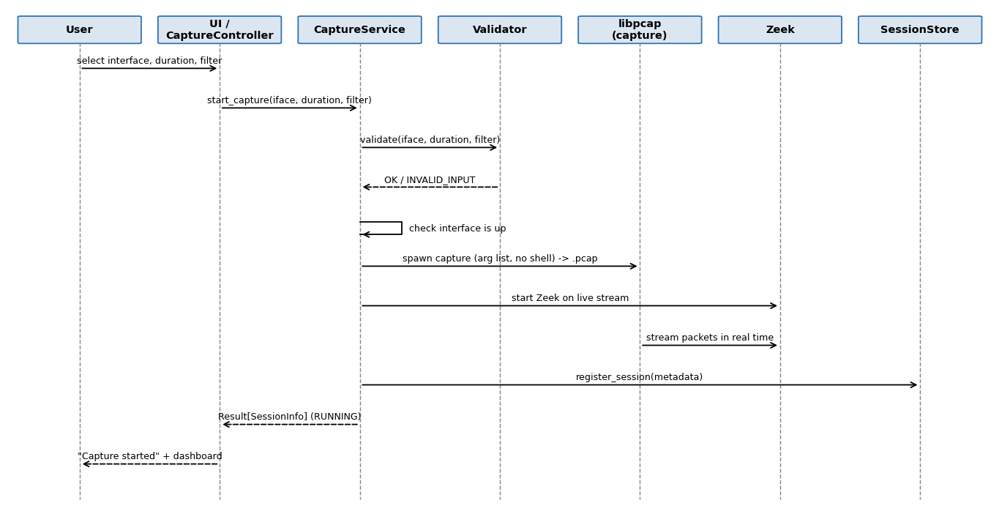 User
UI /
CaptureController
CaptureService
Validator
libpcap
(capture)
Zeek
SessionStore
select interface, duration, filter
start_capture(iface, duration, filter)
validate(iface, duration, filter)
OK / INVALID_INPUT
check interface is up
spawn capture (arg list, no shell) -> .pcap
start Zeek on live stream
stream packets in real time
register_session(metadata)
Result[SessionInfo] (RUNNING)
"Capture started" + dashboard